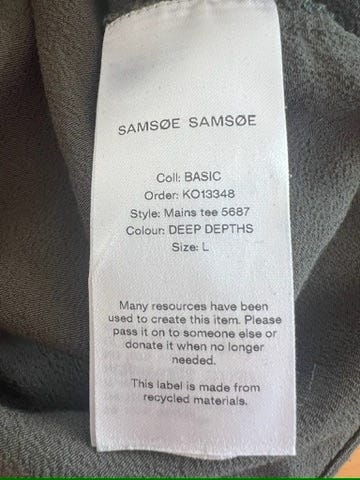 SAMSØE SAMSØE
Coll: BASIC
Order: KO13348
Style: Mains tee 5687
Colour: DEEP DEPTHS
Size: L
Many resources have been
used to create this item. Please
pass it on to someone else or
donate it when no longer
needed.
This label is made from
recycled materials.